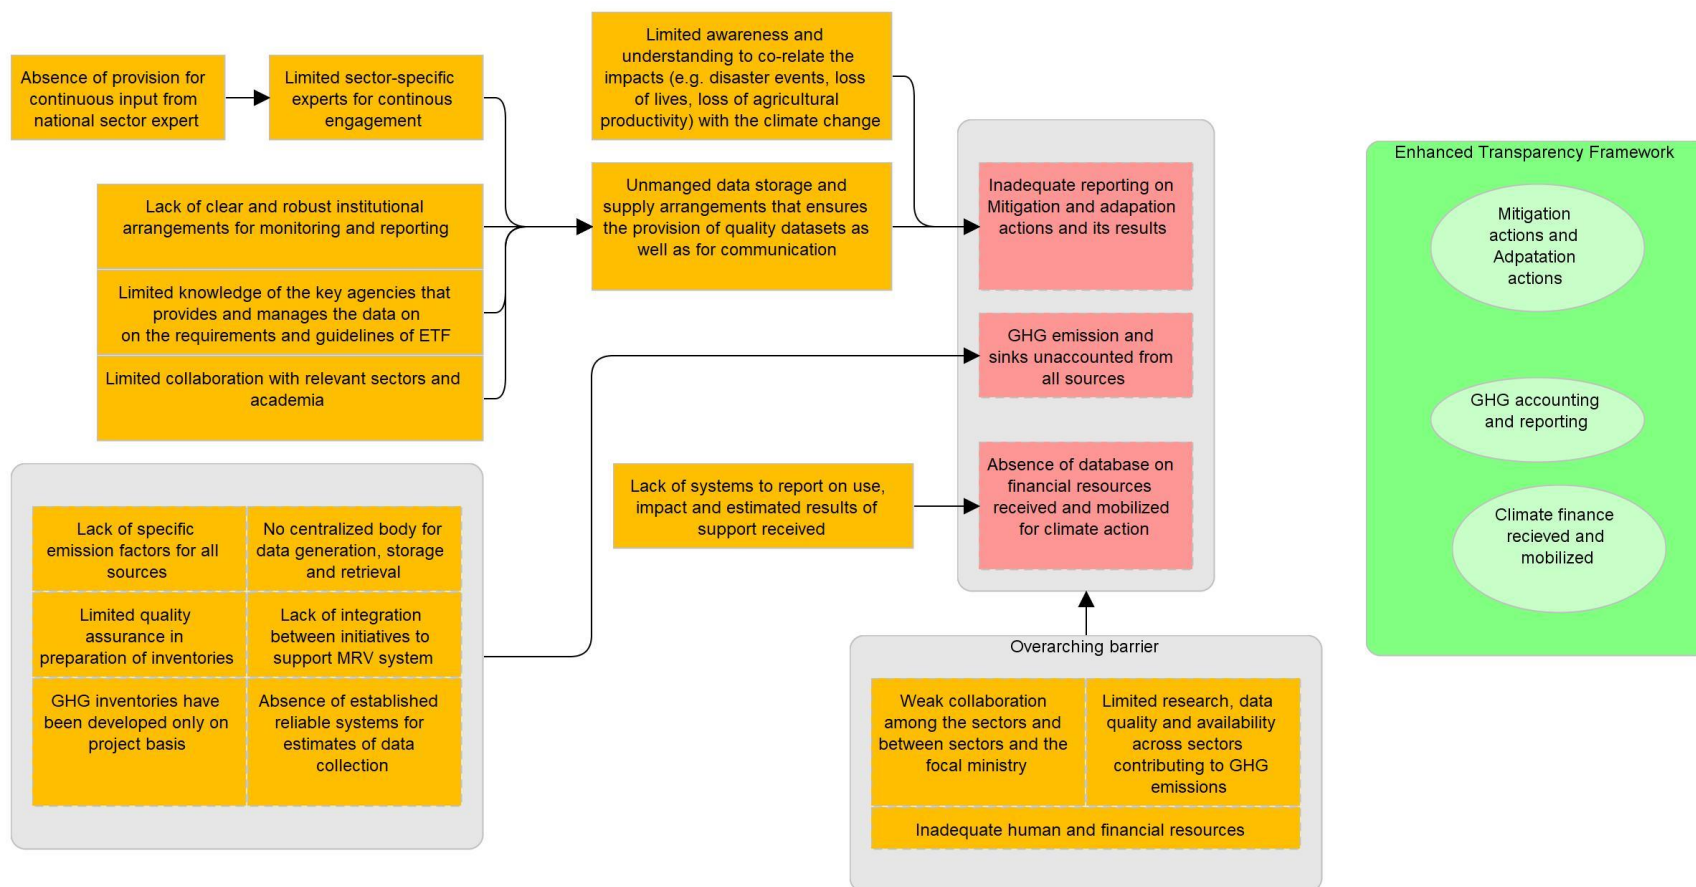 Absence of provision for
continuous input from
national sector expert
Limited sector-specific
experts for continous
engagement
Limited awareness and
understanding to co-relate the
impacts (e.g. disaster events, loss
of lives, loss of agricultural
productivity) with the climate change
Lack of clear and robust institutional
arrangements for monitoring and reporting
Limited knowledge of the key agencies that
provides and manages the data on
on the requirements and guidelines of ETF
Limited collaboration with relevant sectors and
academia
Unmanged data storage and
supply arrangements that ensures
the provision of quality datasets as
well as for communication
Inadequate reporting on
Mitigation and adapation
actions and its results
GHG emission and
sinks unaccounted from
all sources
Absence of database on
financial resources
received and mobilized
for climate action
Lack of systems to report on use,
impact and estimated results of
support received
Lack of specific
emission factors for all
sources
No centralized body for
data generation, storage
and retrieval
Limited quality
assurance in
preparation of inventories
Lack of integration
between initiatives to
support MRV system
GHG inventories have
been developed only on
project basis
Absence of established
reliable systems for
estimates of data
collection
Overarching barrier
Weak collaboration
among the sectors and
between sectors and the
focal ministry
Limited research, data
quality and availability
across sectors
contributing to GHG
emissions
Inadequate human and financial resources
Enhanced Transparency Framework
Mitigation
actions and
Adpatation
actions
GHG accounting
and reporting
Climate finance
recieved and
mobilized